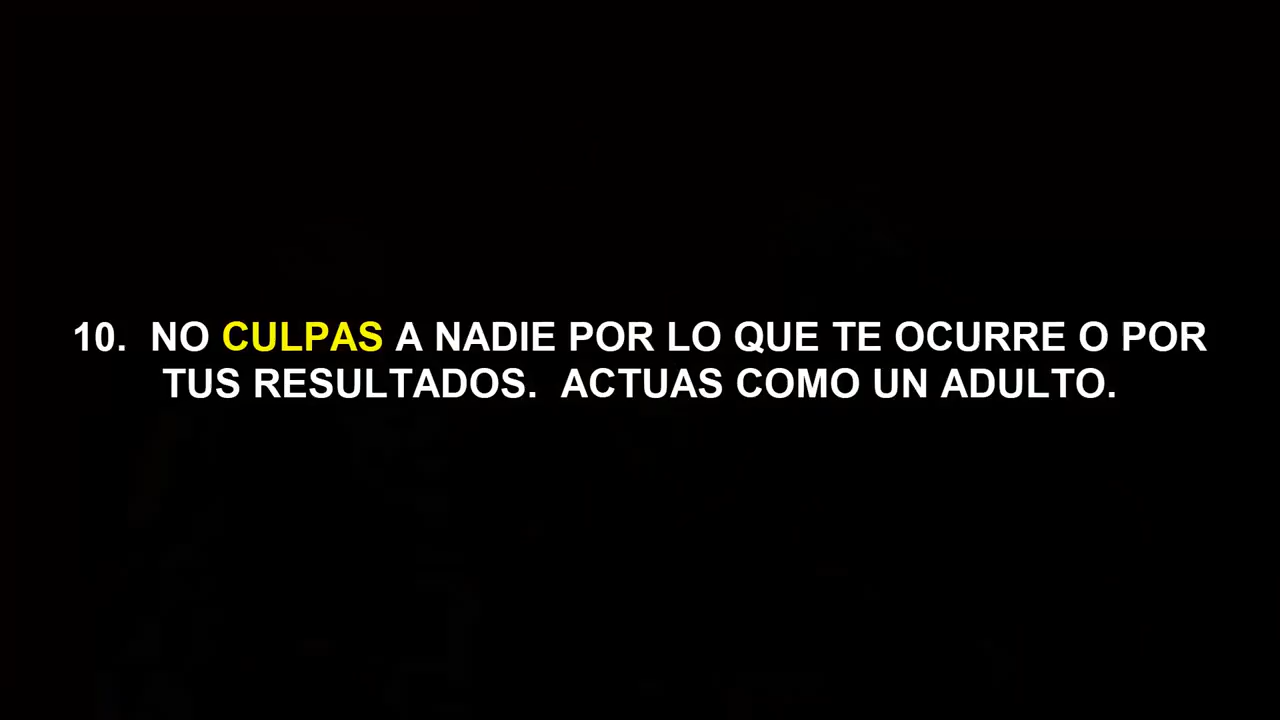 10.  NO CULPAS A NADIE POR LO QUE TE OCURRE O POR
TUS RESULTADOS.  ACTUAS COMO UN ADULTO.